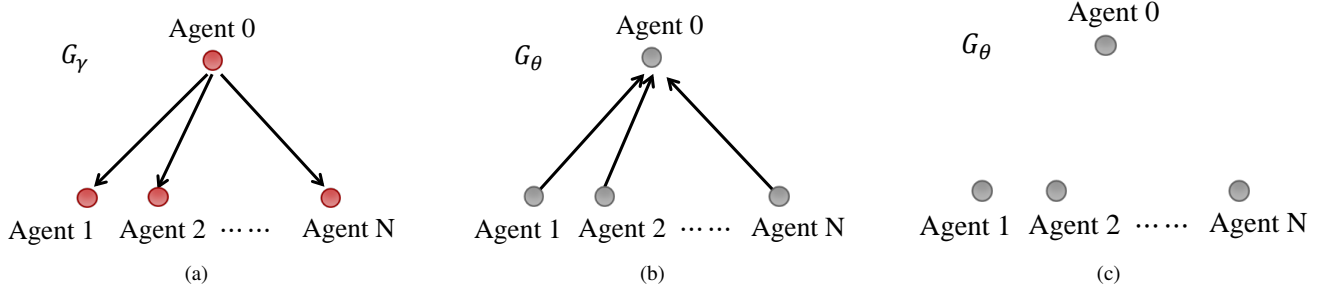 Agent 0
G_γ
Agent 1 Agent 2 ⋯⋯ Agent N
(a)
Agent 0
G_θ
Agent 1 Agent 2 ⋯⋯ Agent N
(b)
Agent 0
G_θ
Agent 1 Agent 2 ⋯⋯ Agent N
(c)